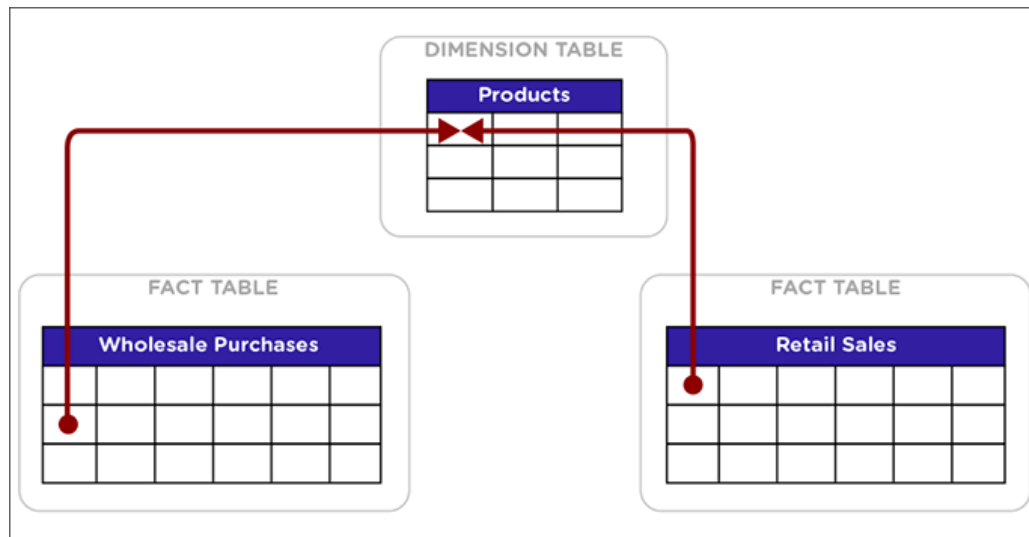 DIMENSION TABLE
Products
FACT TABLE
Wholesale Purchases
FACT TABLE
Retail Sales